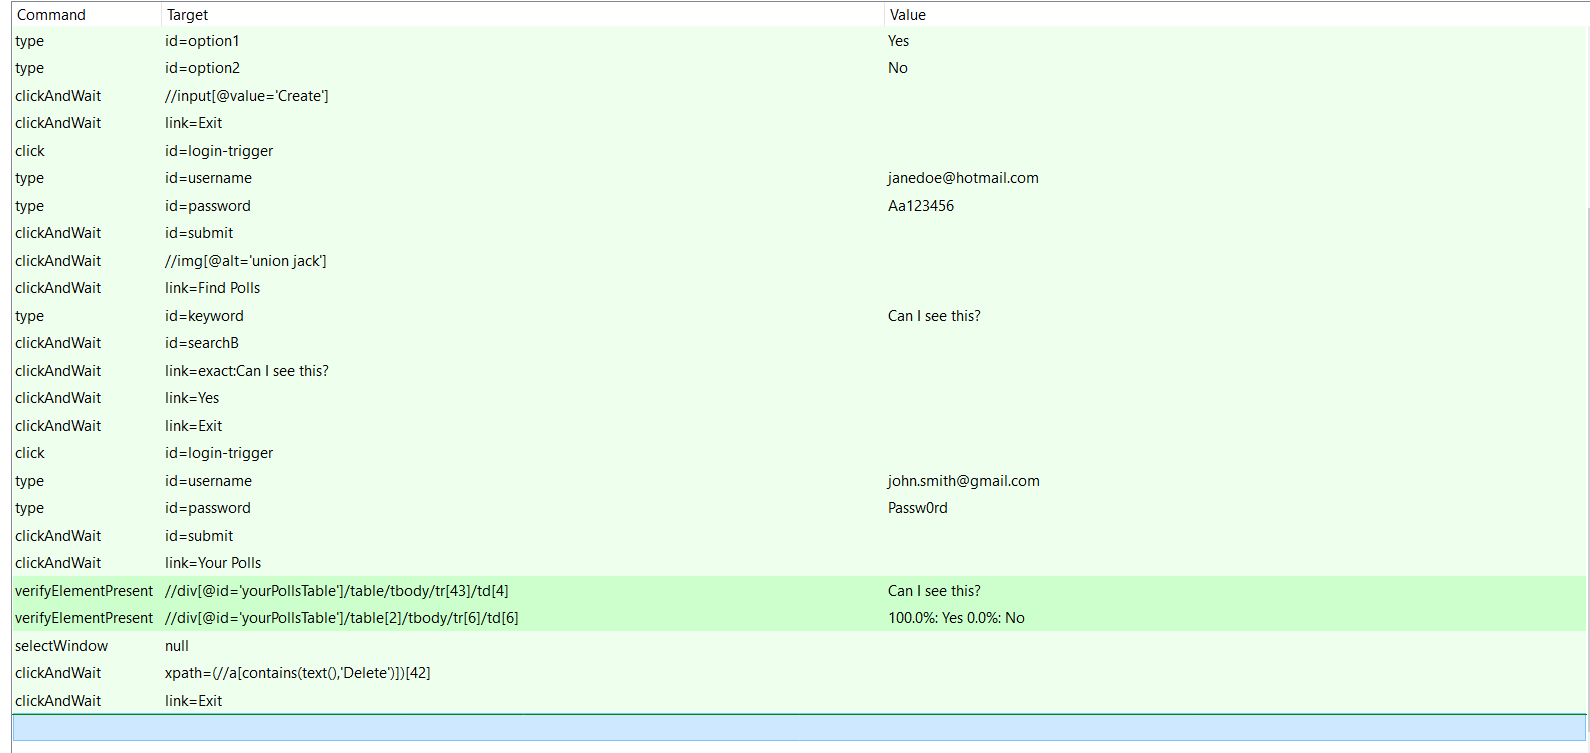 Command Target Value
type id=option1 Yes
type id=option2 No
clickAndWait //input[@value='Create']
clickAndWait link=Exit
click id=login-trigger
type id=username janedoe@hotmail.com
type id=password Aa123456
clickAndWait id=submit
clickAndWait //img[@alt='union jack']
clickAndWait link=Find Polls
type id=keyword Can I see this?
clickAndWait id=searchB
clickAndWait link=exact:Can I see this?
clickAndWait link=Yes
clickAndWait link=Exit
click id=login-trigger
type id=username john.smith@gmail.com
type id=password Passw0rd
clickAndWait id=submit
clickAndWait link=Your Polls
verifyElementPresent //div[@id='yourPollsTable']/table/tbody/tr[43]/td[4] Can I see this?
verifyElementPresent //div[@id='yourPollsTable']/table[2]/tbody/tr[6]/td[6] 100.0%: Yes 0.0%: No
selectWindow null
clickAndWait xpath=(//a[contains(text(),'Delete')])[42]
clickAndWait link=Exit